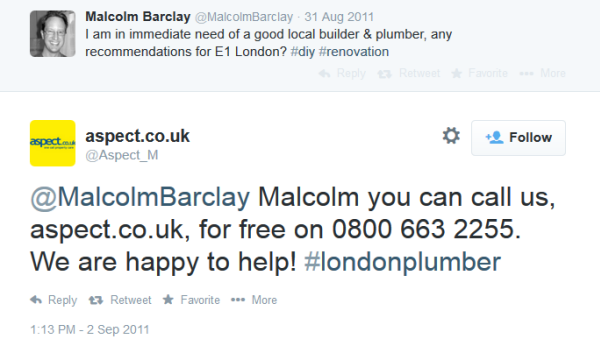 Malcolm Barclay @MalcolmBarclay · 31 Aug 2011
I am in immediate need of a good local builder & plumber, any
recommendations for E1 London? #diy #renovation
Reply Retweet Favorite More
aspect.co.uk
aspect.co.uk
@Aspect_M
Follow
@MalcolmBarclay Malcolm you can call us,
aspect.co.uk, for free on 0800 663 2255.
We are happy to help! #londonplumber
Reply Retweet Favorite More
1:13 PM - 2 Sep 2011